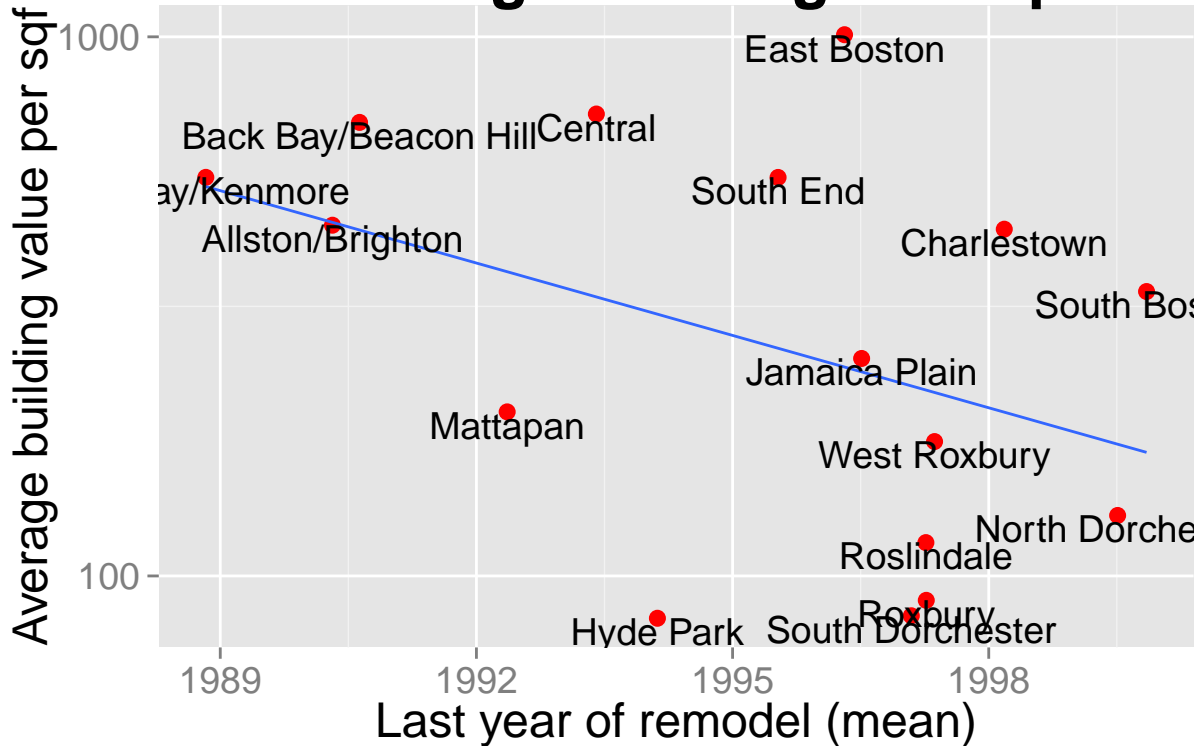 1000
East Boston
Back Bay/Beacon Hill
Central
ay/Kenmore
South End
Allston/Brighton
Charlestown
South Bos
Jamaica Plain
Mattapan
West Roxbury
North Dorche
Roslindale
100
Roxbury
Hyde Park
South Dorchester
1989 1992 1995 1998
Last year of remodel (mean)
Average building value per sqf